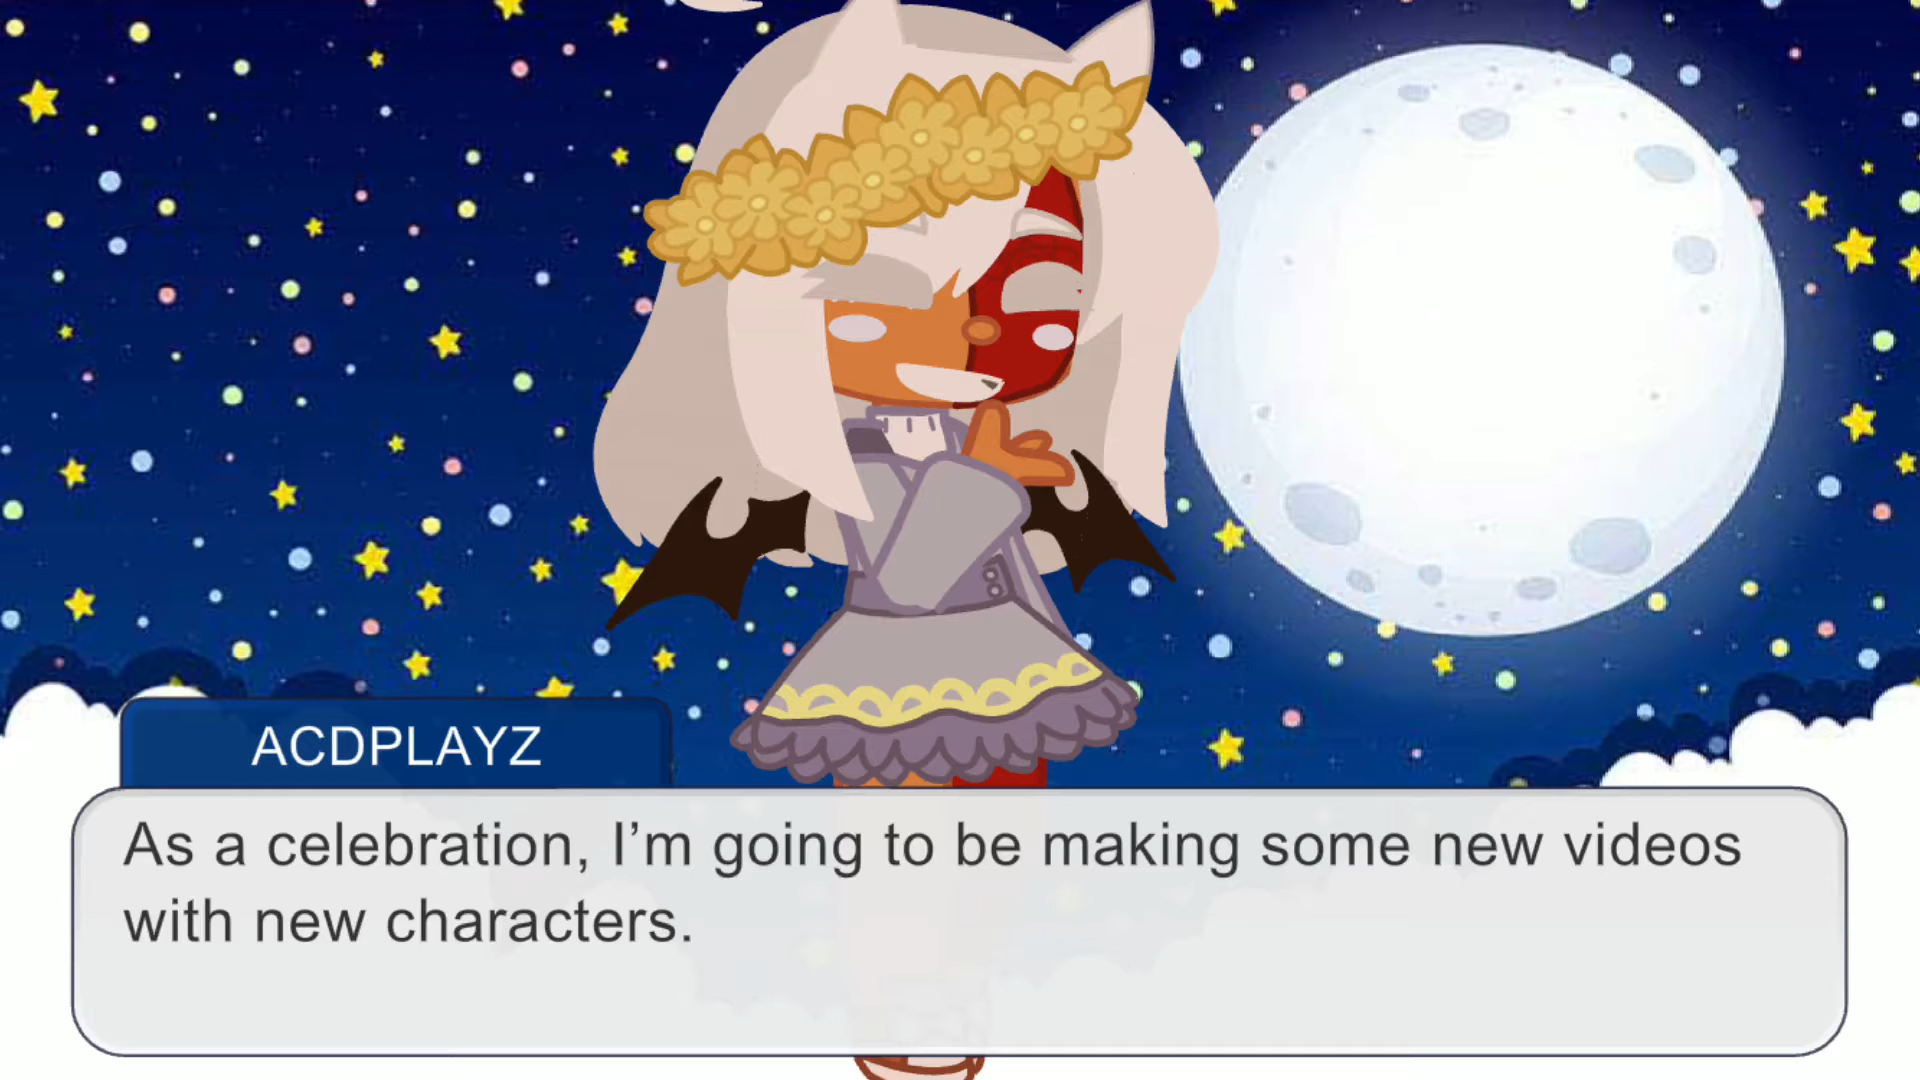 ACDPLAYZ
As a celebration, I’m going to be making some new videos
with new characters.